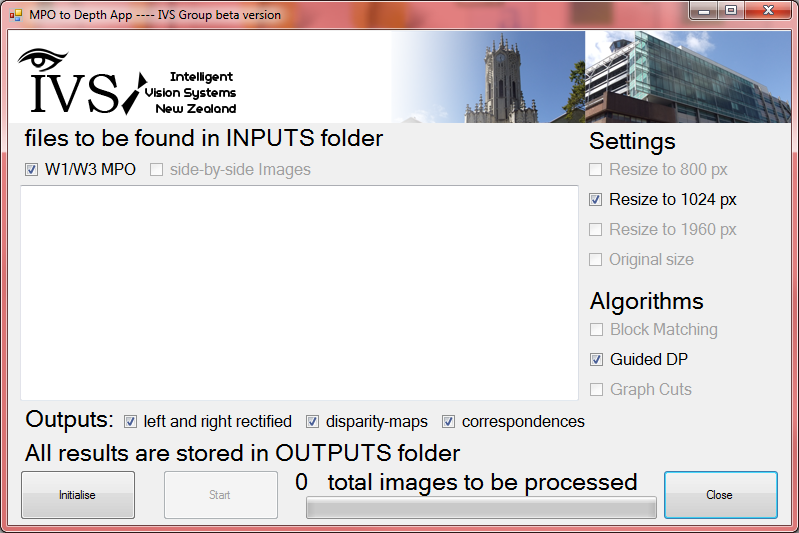 MPO to Depth App ---- IVS Group beta version
IVS
Intelligent
Vision Systems
New Zealand
files to be found in INPUTS folder
W1/W3 MPO side-by-side Images
Settings
Resize to 800 px
Resize to 1024 px
Resize to 1960 px
Original size
Algorithms
Block Matching
Guided DP
Graph Cuts
Outputs: left and right rectified disparity-maps correspondences
All results are stored in OUTPUTS folder
Initialise Start 0 total images to be processed Close